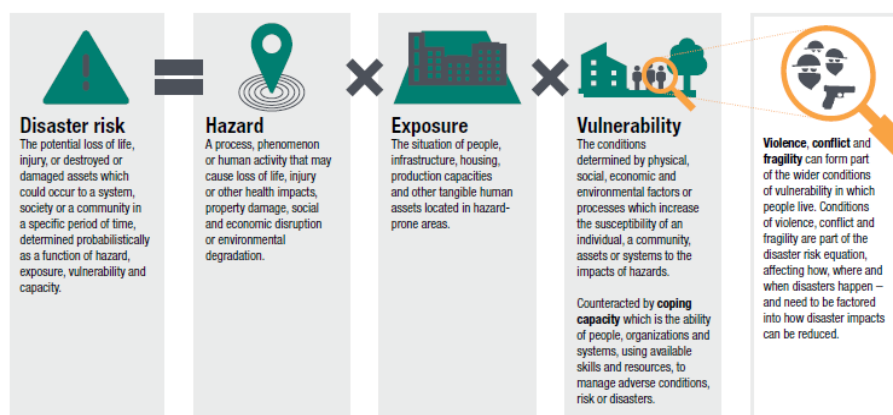 Disaster risk
The potential loss of life,
injury, or destroyed or
damaged assets which
could occur to a system,
society or a community in
a specific period of time,
determined probabilistically
as a function of hazard,
exposure, vulnerability and
capacity.
Hazard
A process, phenomenon
or human activity that may
cause loss of life, injury
or other health impacts,
property damage, social
and economic disruption
or environmental
degradation.
Exposure
The situation of people,
infrastructure, housing,
production capacities
and other tangible human
assets located in hazard-
prone areas.
Vulnerability
The conditions
determined by physical,
social, economic and
environmental factors or
processes which increase
the susceptibility of an
individual, a community,
assets or systems to the
impacts of hazards.
Counteracted by coping
capacity which is the ability
of people, organizations and
systems, using available
skills and resources, to
manage adverse conditions,
risk or disasters.
Violence, conflict and
fragility can form part
of the wider conditions
of vulnerability in which
people live. Conditions
of violence, conflict and
fragility are part of the
disaster risk equation,
affecting how, where and
when disasters happen –
and need to be factored
into how disaster impacts
can be reduced.